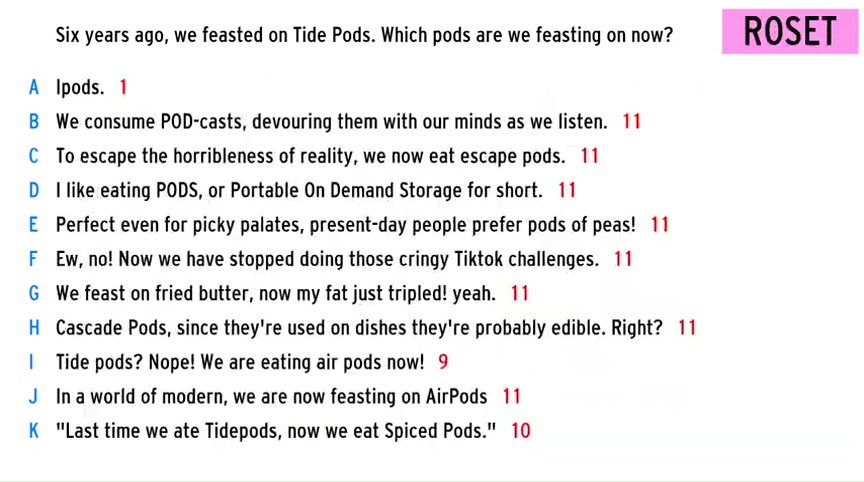 Six years ago, we feasted on Tide Pods. Which pods are we feasting on now?
ROSET
A Ipods. 1
B We consume POD-casts, devouring them with our minds as we listen. 11
C To escape the horribleness of reality, we now eat escape pods. 11
D I like eating PODS, or Portable On Demand Storage for short. 11
E Perfect even for picky palates, present-day people prefer pods of peas! 11
F Ew, no! Now we have stopped doing those cringy Tiktok challenges. 11
G We feast on fried butter, now my fat just tripled! yeah. 11
H Cascade Pods, since they're used on dishes they're probably edible. Right? 11
I Tide pods? Nope! We are eating air pods now! 9
J In a world of modern, we are now feasting on AirPods 11
K "Last time we ate Tidepods, now we eat Spiced Pods." 10